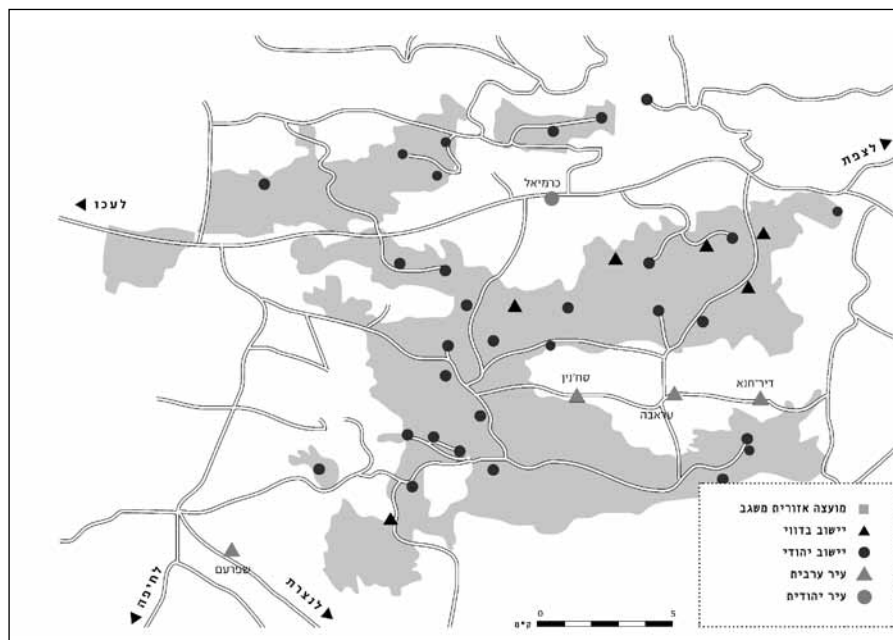 לצפת
כרמיאל
לעכו
סח'נין
דיר־חנא
עראבה
שפרעם
לחיפה
לנצרת
מועצה אזורית משגב
יישוב בדווי
יישוב יהודי
עיר ערבית
עיר יהודית
ק"מ 0 5